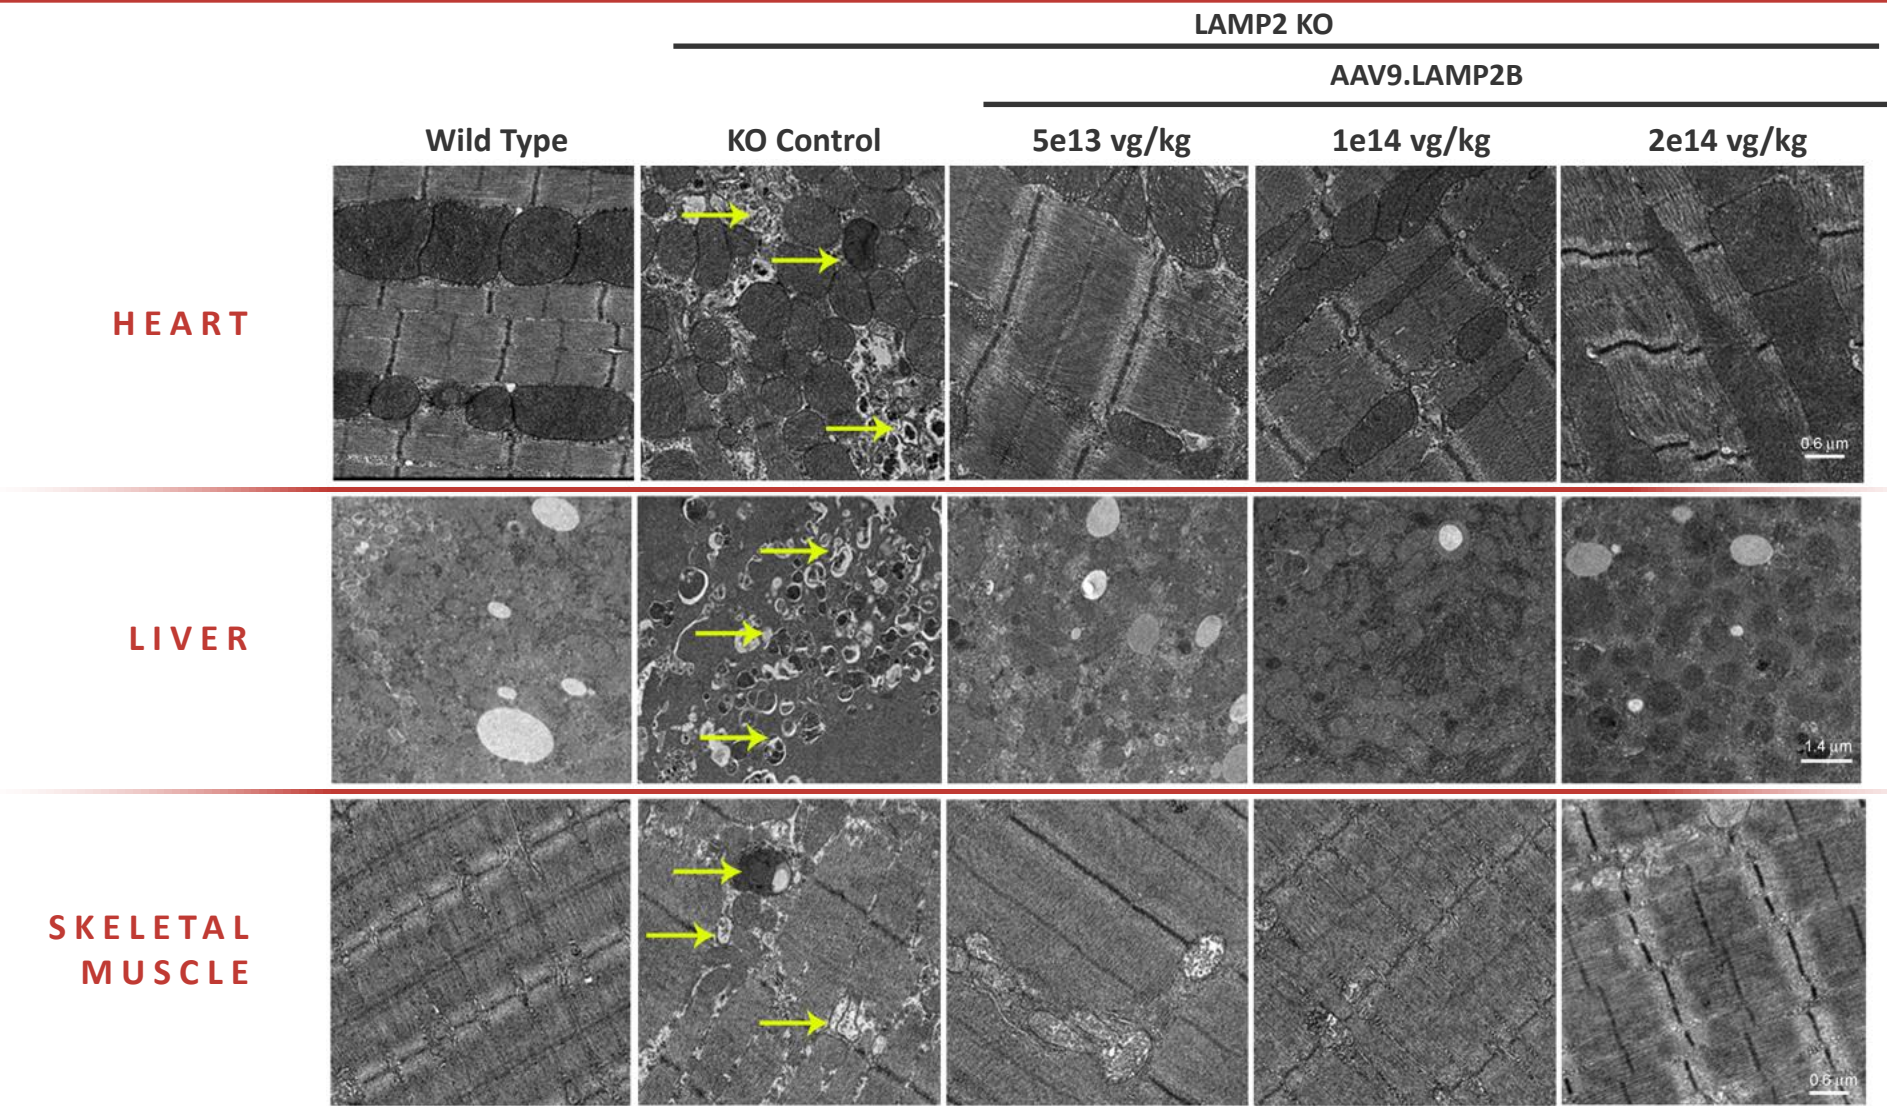 LAMP2 KO
AAV9.LAMP2B
Wild Type
KO Control
5e13 vg/kg
1e14 vg/kg
2e14 vg/kg
HEART
0.6 µm
LIVER
1.4 µm
SKELETAL
MUSCLE
0.6 µm